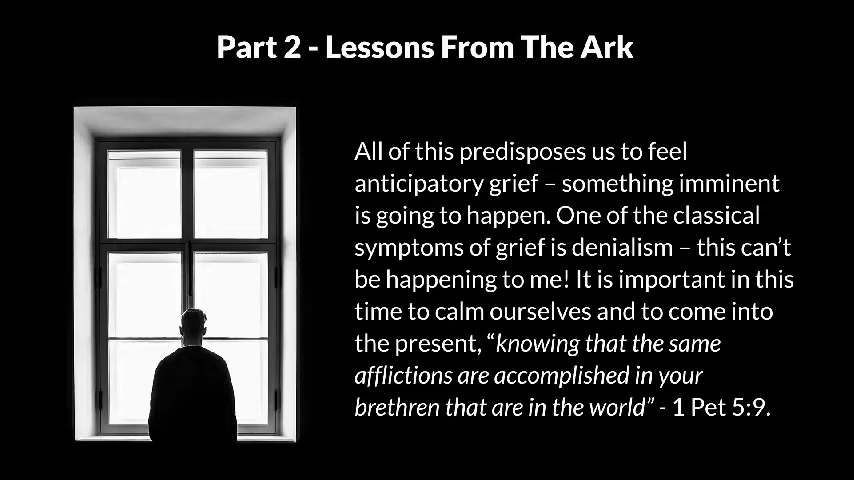 Part 2 - Lessons From The Ark
All of this predisposes us to feel
anticipatory grief – something imminent
is going to happen. One of the classical
symptoms of grief is denialism – this can’t
be happening to me! It is important in this
time to calm ourselves and to come into
the present, “knowing that the same
afflictions are accomplished in your
brethren that are in the world” - 1 Pet 5:9.